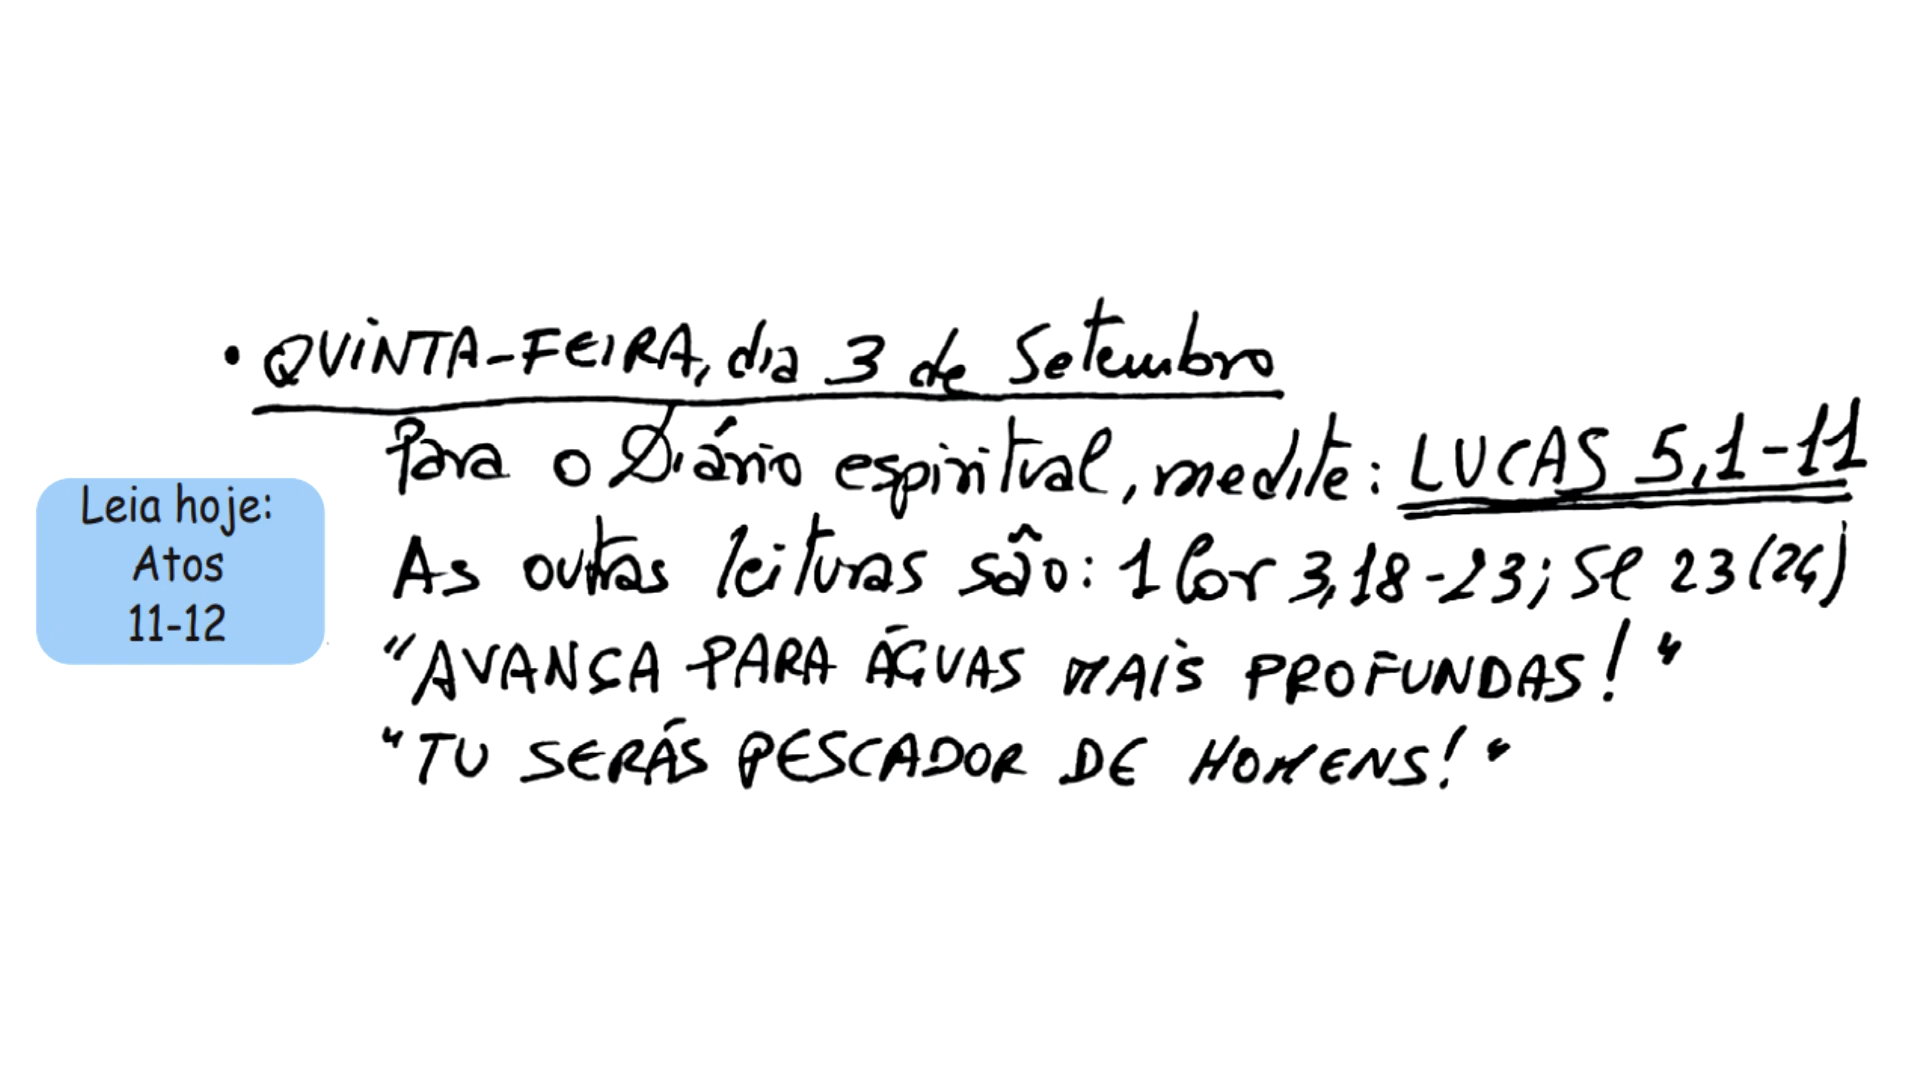 • QUINTA-FEIRA, dia 3 de Setembro
Para o Diário espiritual, medite: LUCAS 5,1-11
Leia hoje:
Atos
11-12
As outras leituras são: 1 Cor 3,18-23; Sl 23 (24)
"AVANÇA PARA ÁGUAS MAIS PROFUNDAS!"
"TU SERÁS PESCADOR DE HOMENS!"